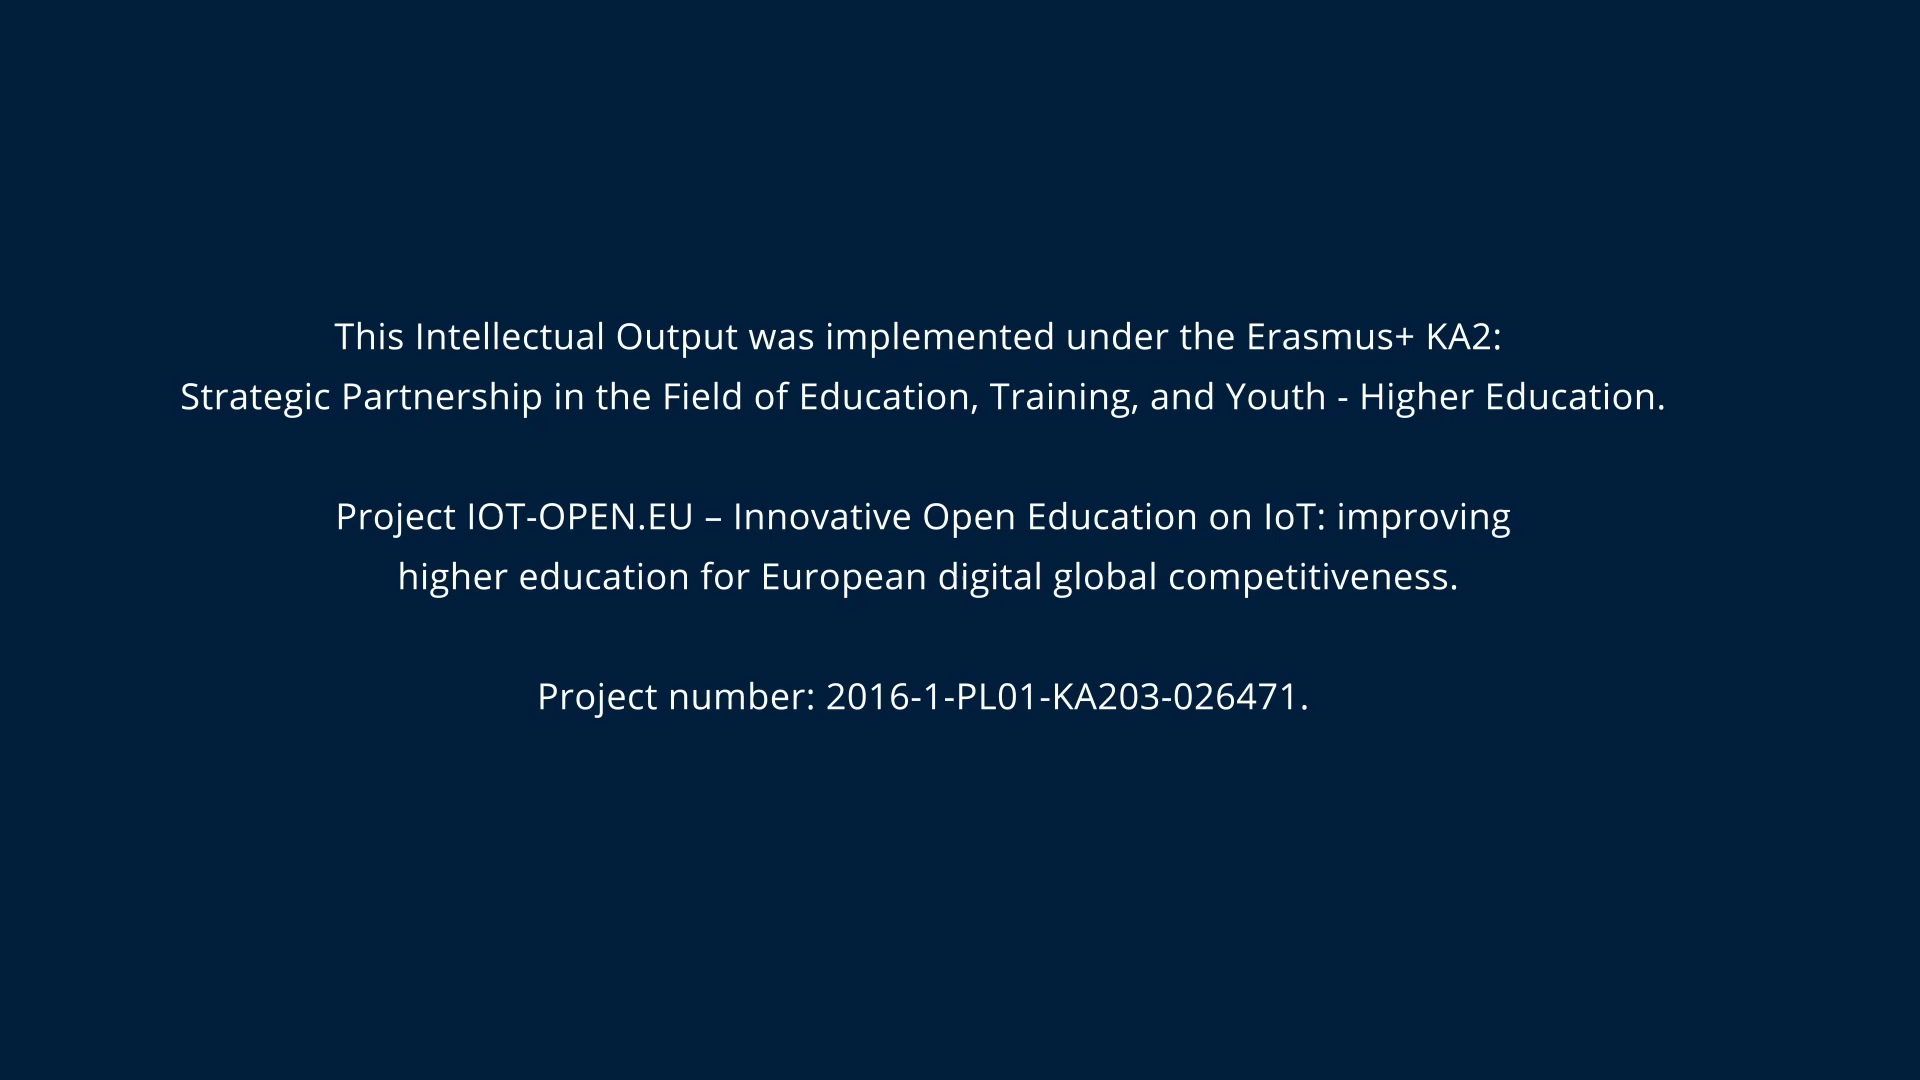 This Intellectual Output was implemented under the Erasmus+ KA2:
Strategic Partnership in the Field of Education, Training, and Youth - Higher Education.
Project IOT-OPEN.EU – Innovative Open Education on IoT: improving
higher education for European digital global competitiveness.
Project number: 2016-1-PL01-KA203-026471.